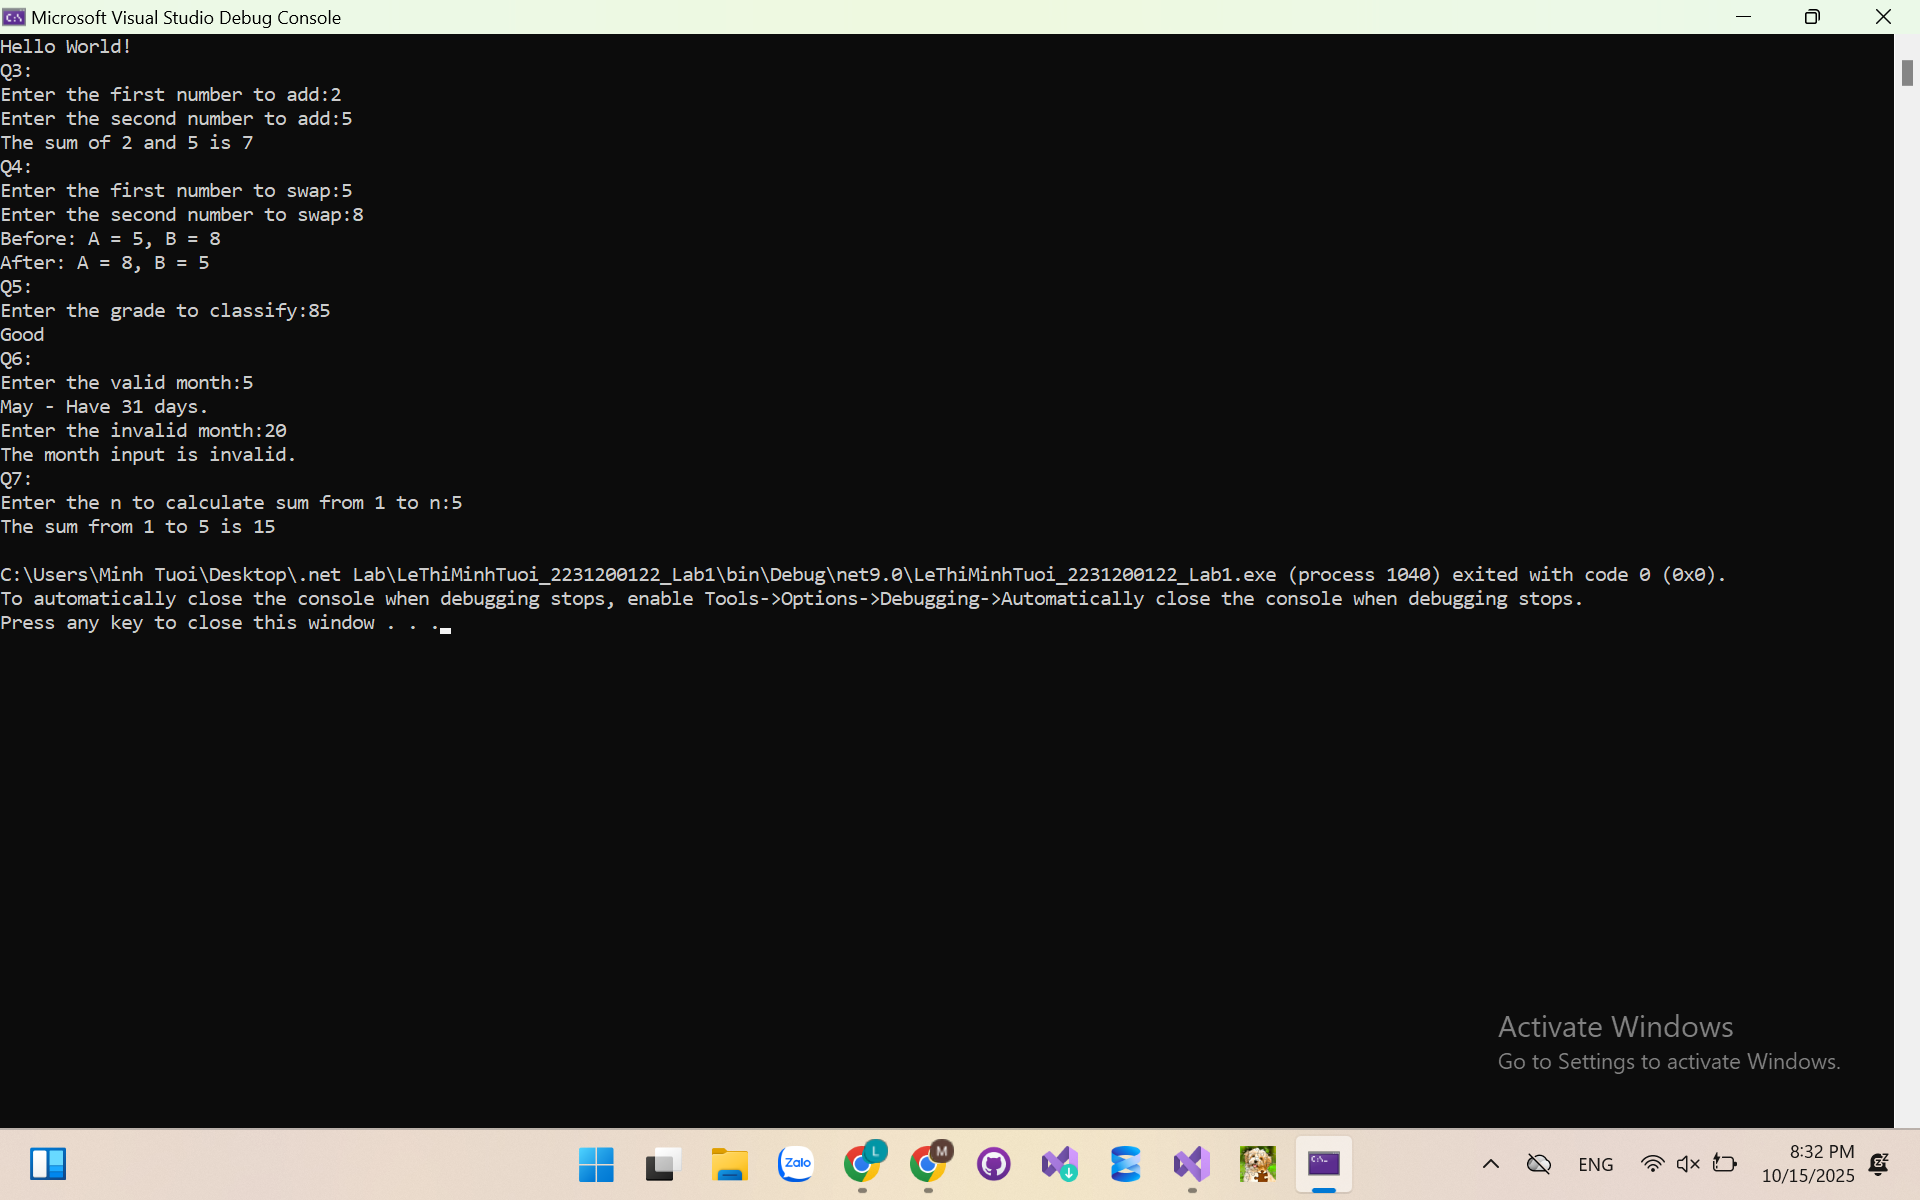 Microsoft Visual Studio Debug Console
Hello World!
Q3:
Enter the first number to add:2
Enter the second number to add:5
The sum of 2 and 5 is 7
Q4:
Enter the first number to swap:5
Enter the second number to swap:8
Before: A = 5, B = 8
After: A = 8, B = 5
Q5:
Enter the grade to classify:85
Good
Q6:
Enter the valid month:5
May - Have 31 days.
Enter the invalid month:20
The month input is invalid.
Q7:
Enter the n to calculate sum from 1 to n:5
The sum from 1 to 5 is 15
C:\Users\Minh Tuoi\Desktop\.net Lab\LeThiMinhTuoi_2231200122_Lab1\bin\Debug\net9.0\LeThiMinhTuoi_2231200122_Lab1.exe (process 1040) exited with code 0 (0x0).
To automatically close the console when debugging stops, enable Tools->Options->Debugging->Automatically close the console when debugging stops.
Press any key to close this window . . .
Activate Windows
Go to Settings to activate Windows.
Zalo
L
M
ENG
8:32 PM
10/15/2025